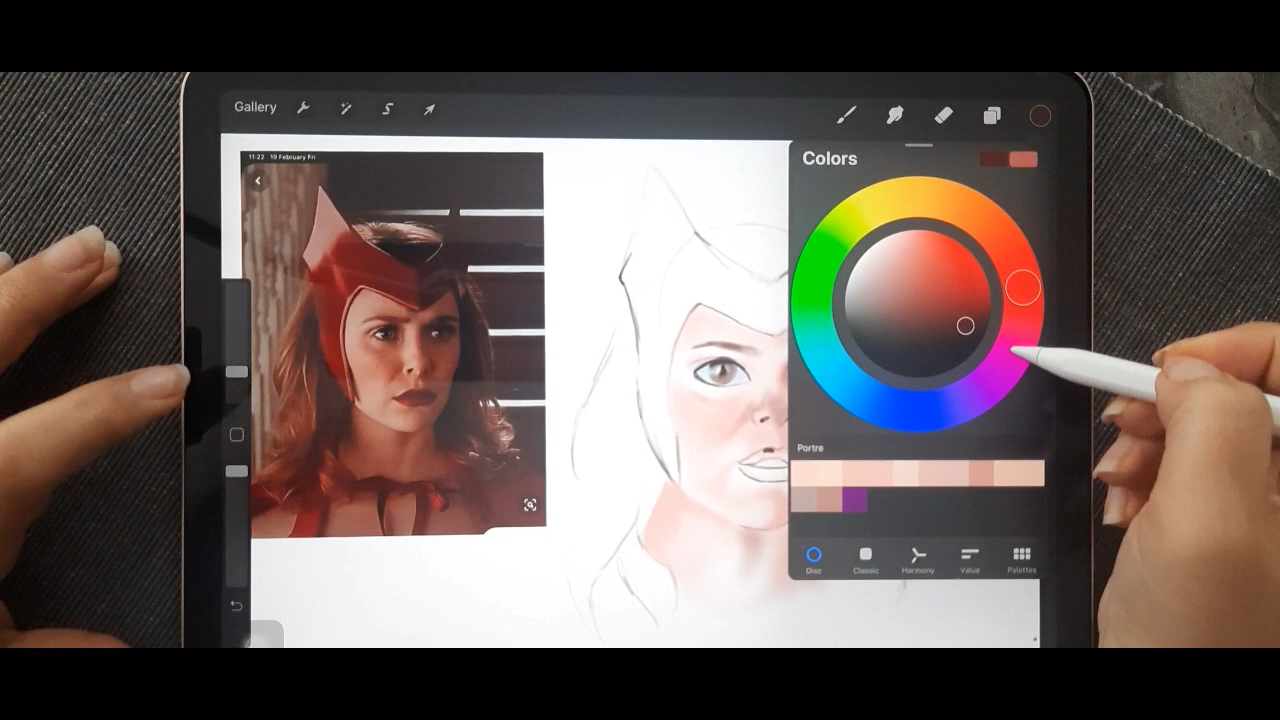 Gallery
11:22 19 February Fri
Colors
Portre
Disc Classic Harmony Value Palettes